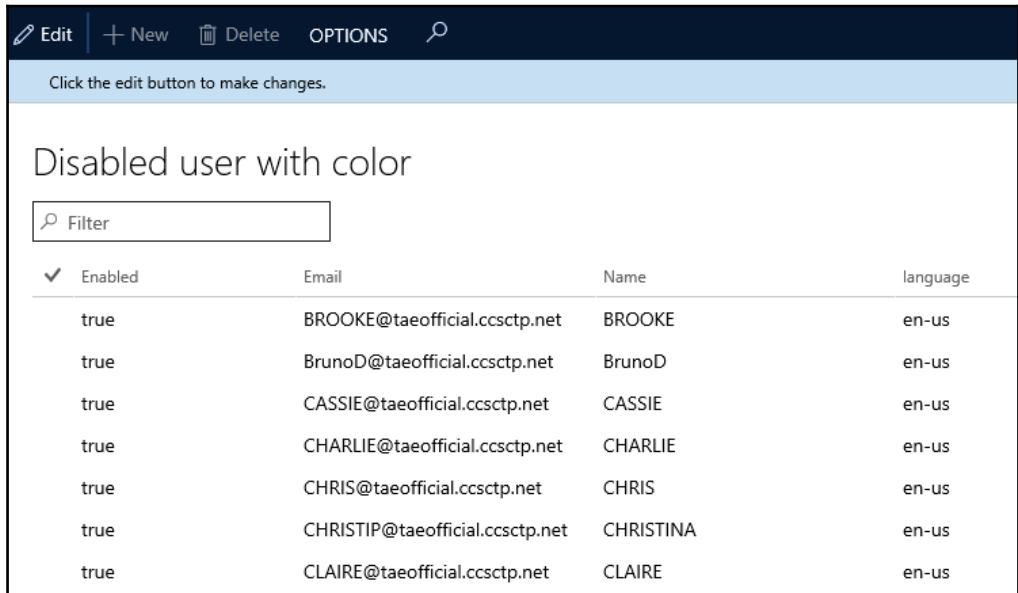 Edit New Delete OPTIONS
Click the edit button to make changes.
Disabled user with color
Filter
Enabled Email Name language
true BROOKE@taeofficial.ccsctp.net BROOKE en-us
true BrunoD@taeofficial.ccsctp.net BrunoD en-us
true CASSIE@taeofficial.ccsctp.net CASSIE en-us
true CHARLIE@taeofficial.ccsctp.net CHARLIE en-us
true CHRIS@taeofficial.ccsctp.net CHRIS en-us
true CHRISTIP@taeofficial.ccsctp.net CHRISTINA en-us
true CLAIRE@taeofficial.ccsctp.net CLAIRE en-us